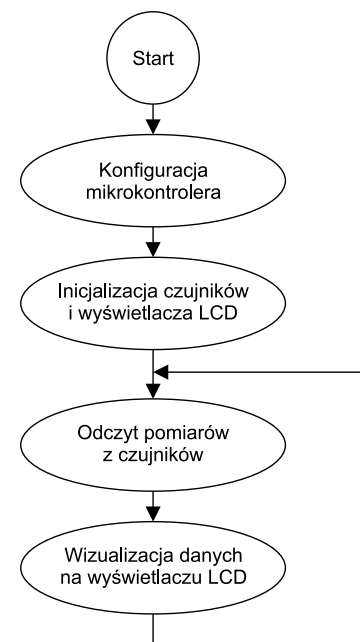 Start
Konfiguracja
mikrokontrolera
Inicjalizacja czujników
i wyświetlacza LCD
Odczyt pomiarów
z czujników
Wizualizacja danych
na wyświetlaczu LCD